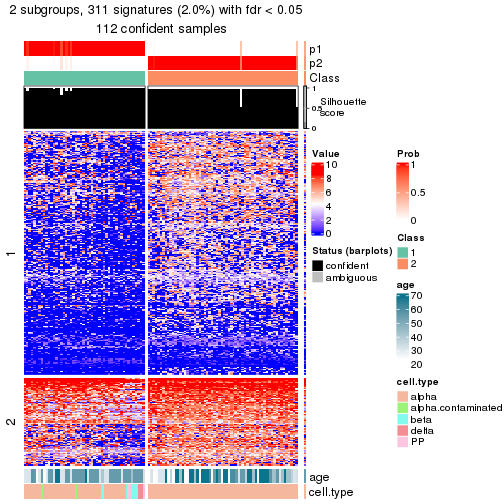 2 subgroups, 311 signatures (2.0%) with fdr < 0.05
112 confident samples
p1
p2
Class
1
0.5
0
Silhouette
score
1
2
age
cell.type
Value
10
8
6
4
2
0
Status (barplots)
confident
ambiguous
Prob
1
0.5
0
Class
1
2
age
70
60
50
40
30
20
cell.type
alpha
alpha.contaminated
beta
delta
PP